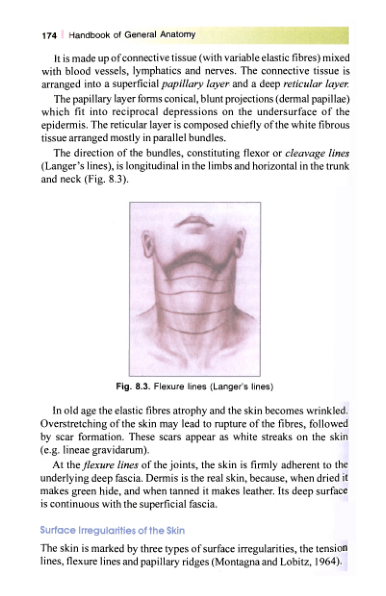 174 | Handbook of General Anatomy
It is made up of connective tissue (with variable elastic fibres) mixed
with blood vessels, lymphatics and nerves. The connective tissue is
arranged into a superficial papillary layer and a deep reticular layer.
The papillary layer forms conical, blunt projections (dermal papillae)
which fit into reciprocal depressions on the undersurface of the
epidermis. The reticular layer is composed chiefly of the white fibrous
tissue arranged mostly in parallel bundles.
The direction of the bundles, constituting flexor or cleavage lines
(Langer's lines), is longitudinal in the limbs and horizontal in the trunk
and neck (Fig. 8.3).
Fig. 8.3. Flexure lines (Langer's lines)
In old age the elastic fibres atrophy and the skin becomes wrinkled.
Overstretching of the skin may lead to rupture of the fibres, followed
by scar formation. These scars appear as white streaks on the skin
(e.g. lineae gravidarum).
At the flexure lines of the joints, the skin is firmly adherent to the
underlying deep fascia. Dermis is the real skin, because, when dried it
makes green hide, and when tanned it makes leather. Its deep surface
is continuous with the superficial fascia.
Surface Irregularities of the Skin
The skin is marked by three types of surface irregularities, the tension
lines, flexure lines and papillary ridges (Montagna and Lobitz, 1964).